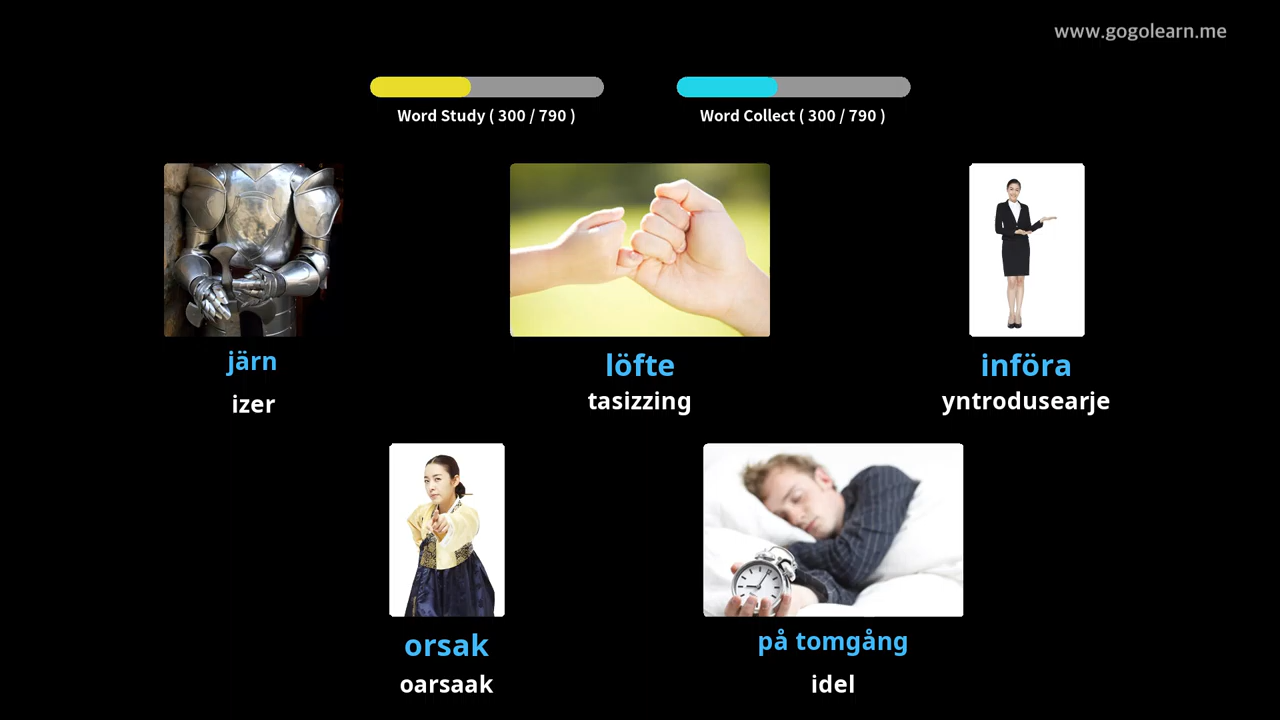 www.gogolearn.me
Word Study ( 300 / 790 )
Word Collect ( 300 / 790 )
järn
izer
löfte
tasizzing
införa
yntrodusearje
orsak
oarsaak
på tomgång
idel